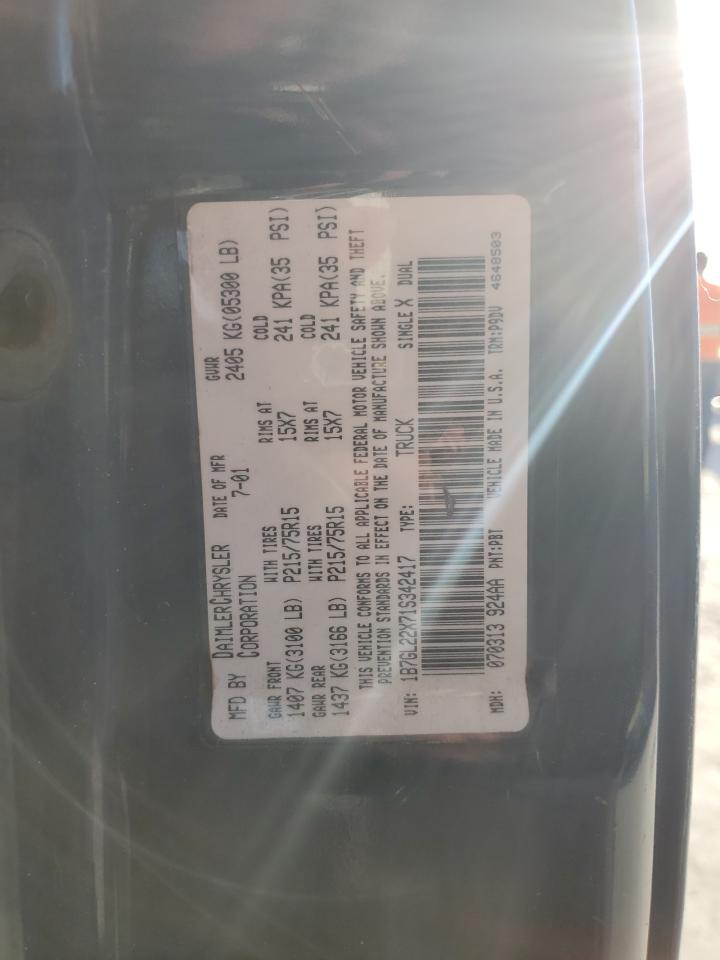 MFD BY DAIMLERCHRYSLER CORPORATION DATE OF MFR 7-01 GVWR 2405 KG(05300 LB)
GAWR FRONT WITH TIRES RIMS AT COLD
1407 KG(3100 LB) P215/75R15 15X7 241 KPA(35 PSI)
GAWR REAR WITH TIRES RIMS AT COLD
1437 KG(3166 LB) P215/75R15 15X7 241 KPA(35 PSI)
THIS VEHICLE CONFORMS TO ALL APPLICABLE FEDERAL MOTOR VEHICLE SAFETY AND THEFT
PREVENTION STANDARDS IN EFFECT ON THE DATE OF MANUFACTURE SHOWN ABOVE.
VIN: 1B7GL22X71S342417 TYPE: TRUCK SINGLE X DUAL
MDH: 070313 924AA PNT:PBT VEHICLE MADE IN U.S.A. TRM:P9DV
4648503